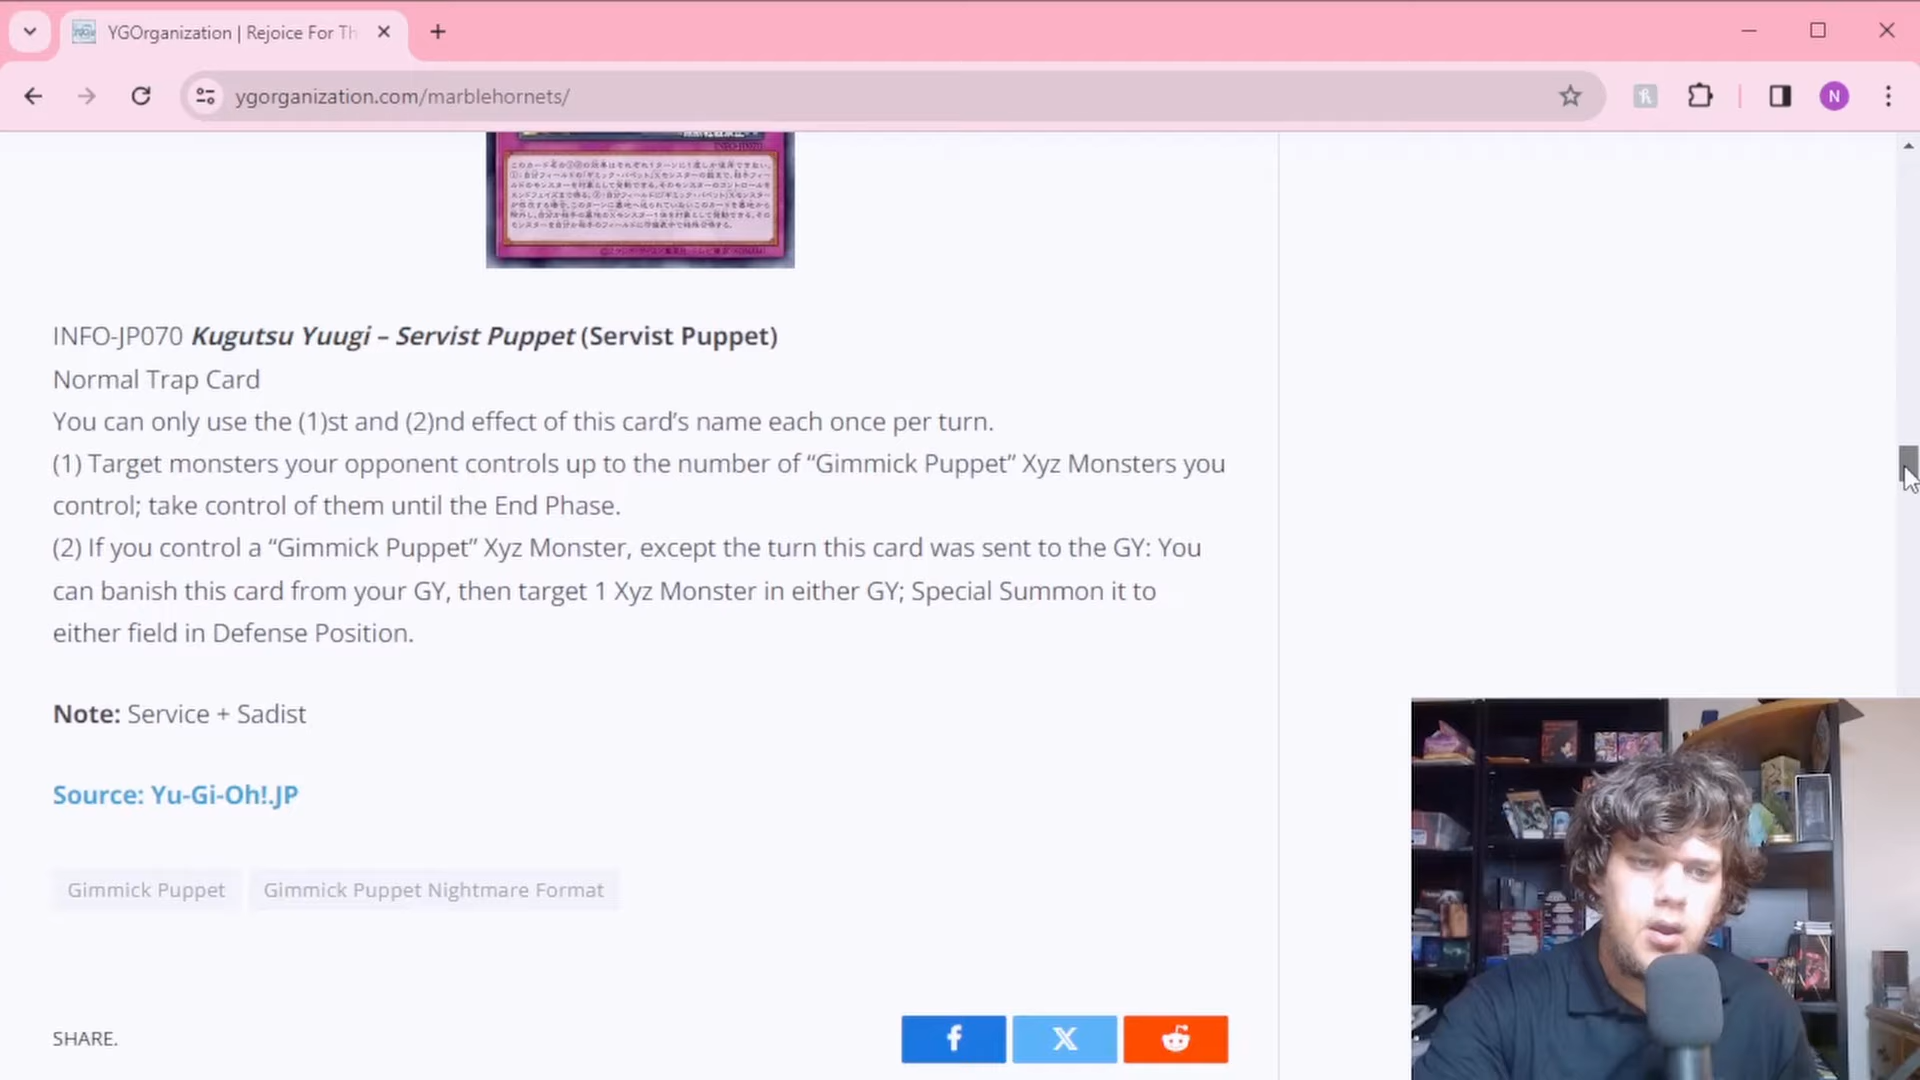 YGOrganization | Rejoice For Th
ygorganization.com/marblehornets/
N
INFO-JP070
INFO-JP070 Kugutsu Yuugi – Servist Puppet (Servist Puppet)
Normal Trap Card
You can only use the (1)st and (2)nd effect of this card’s name each once per turn.
(1) Target monsters your opponent controls up to the number of “Gimmick Puppet” Xyz Monsters you
control; take control of them until the End Phase.
(2) If you control a “Gimmick Puppet” Xyz Monster, except the turn this card was sent to the GY: You
can banish this card from your GY, then target 1 Xyz Monster in either GY; Special Summon it to
either field in Defense Position.
Note: Service + Sadist
Source: Yu-Gi-Oh!.JP
Gimmick Puppet
Gimmick Puppet Nightmare Format
SHARE.